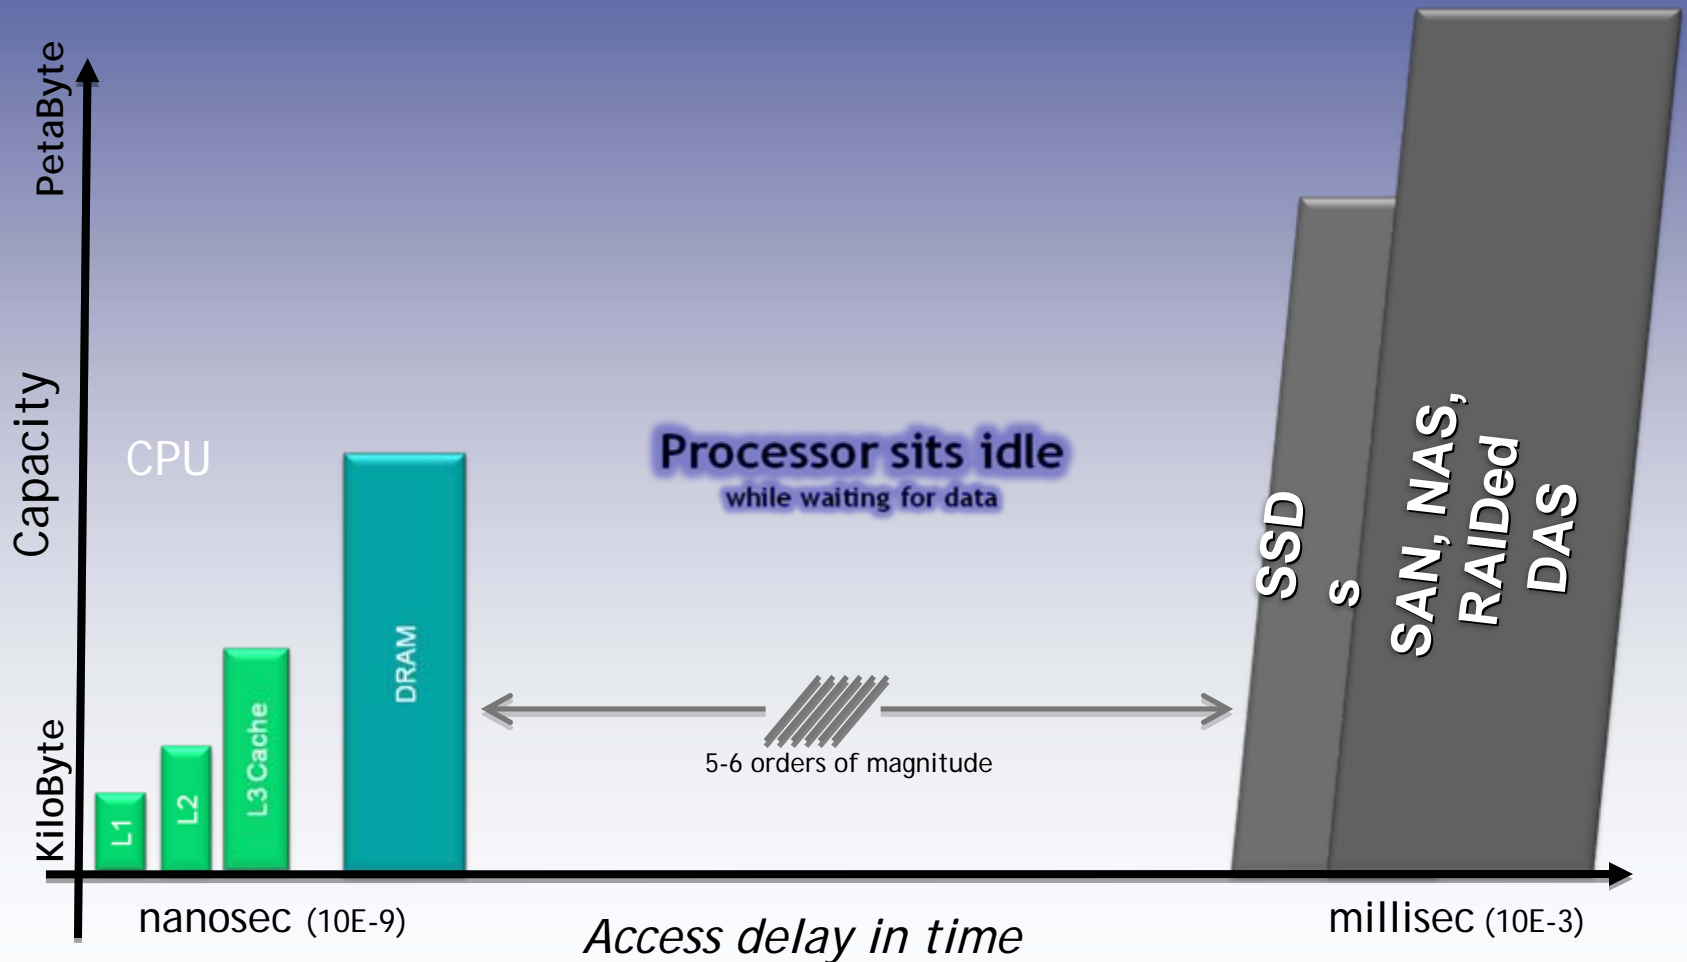 PetaByte
Capacity
KiloByte
CPU
L1
L2
L3 Cache
DRAM
Processor sits idle
while waiting for data
5-6 orders of magnitude
SSD
s
SAN, NAS,
RAIDed
DAS
nanosec (10E-9)
Access delay in time
millisec (10E-3)